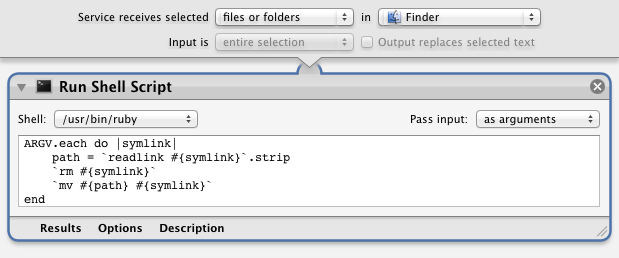 Service receives selected files or folders in Finder
Input is entire selection Output replaces selected text
Run Shell Script
Shell: /usr/bin/ruby Pass input: as arguments
ARGV.each do |symlink|
    path = `readlink #{symlink}`.strip
    `rm #{symlink}`
    `mv #{path} #{symlink}`
end
Results Options Description